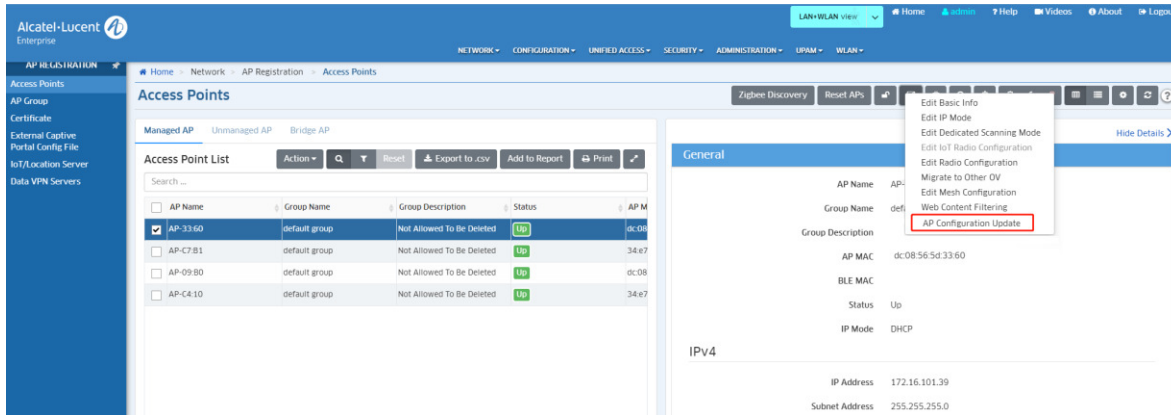 Alcatel·Lucent
Enterprise
LAN+WLAN view
Home
admin
? Help
Videos
About
Logou
NETWORK
CONFIGURATION
UNIFIED ACCESS
SECURITY
ADMINISTRATION
UPAM
WLAN
AP REGISTRATION
Access Points
AP Group
Certificate
External Captive
Portal Config File
IoT/Location Server
Data VPN Servers
Home > Network > AP Registration > Access Points
Access Points
Zigbee Discovery
Reset APs
Managed AP
Unmanaged AP
Bridge AP
Access Point List
Action
Reset
Export to .csv
Add to Report
Print
Search ...
AP Name Group Name Group Description Status AP M
AP-33:60 default group Not Allowed To Be Deleted Up dc:08
AP-C7:B1 default group Not Allowed To Be Deleted Up 34:e7
AP-09:B0 default group Not Allowed To Be Deleted Up dc:08
AP-C4:10 default group Not Allowed To Be Deleted Up 34:e7
Edit Basic Info
Edit IP Mode
Edit Dedicated Scanning Mode
Edit IoT Radio Configuration
Edit Radio Configuration
Migrate to Other OV
Edit Mesh Configuration
Web Content Filtering
AP Configuration Update
Hide Details >
General
AP Name AP-
Group Name defa
Group Description
AP MAC dc:08:56:5d:33:60
BLE MAC
Status Up
IP Mode DHCP
IPv4
IP Address 172.16.101.39
Subnet Address 255.255.255.0